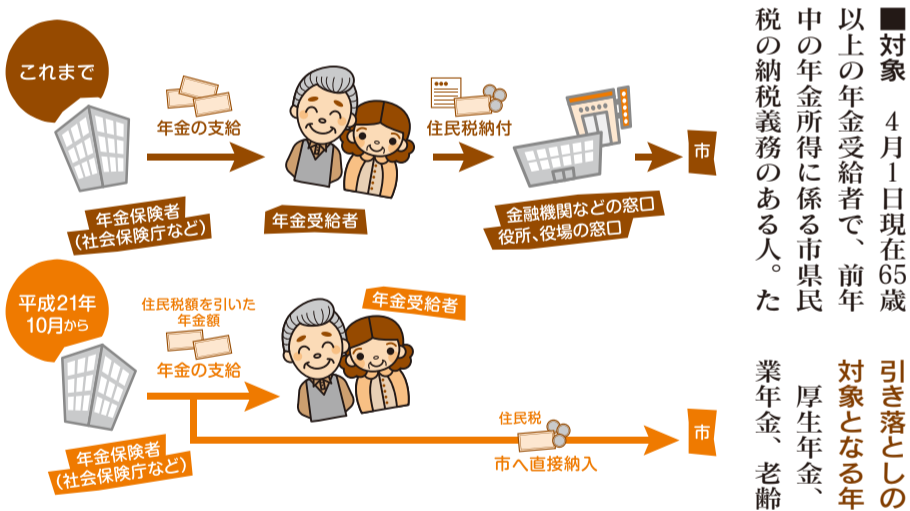 これまで
年金の支給
住民税納付
市
年金保険者
(社会保険庁など)
年金受給者
金融機関などの窓口
役所、役場の窓口
平成21年
10月から
住民税額を引いた
年金額
年金の支給
年金受給者
住民税
市へ直接納入
市
年金保険者
(社会保険庁など)
■対象　4月1日現在65歳
以上の年金受給者で、前年
中の年金所得に係る市県民
税の納税義務のある人。た
引き落としの
対象となる年
厚生年金、
業年金、老齢